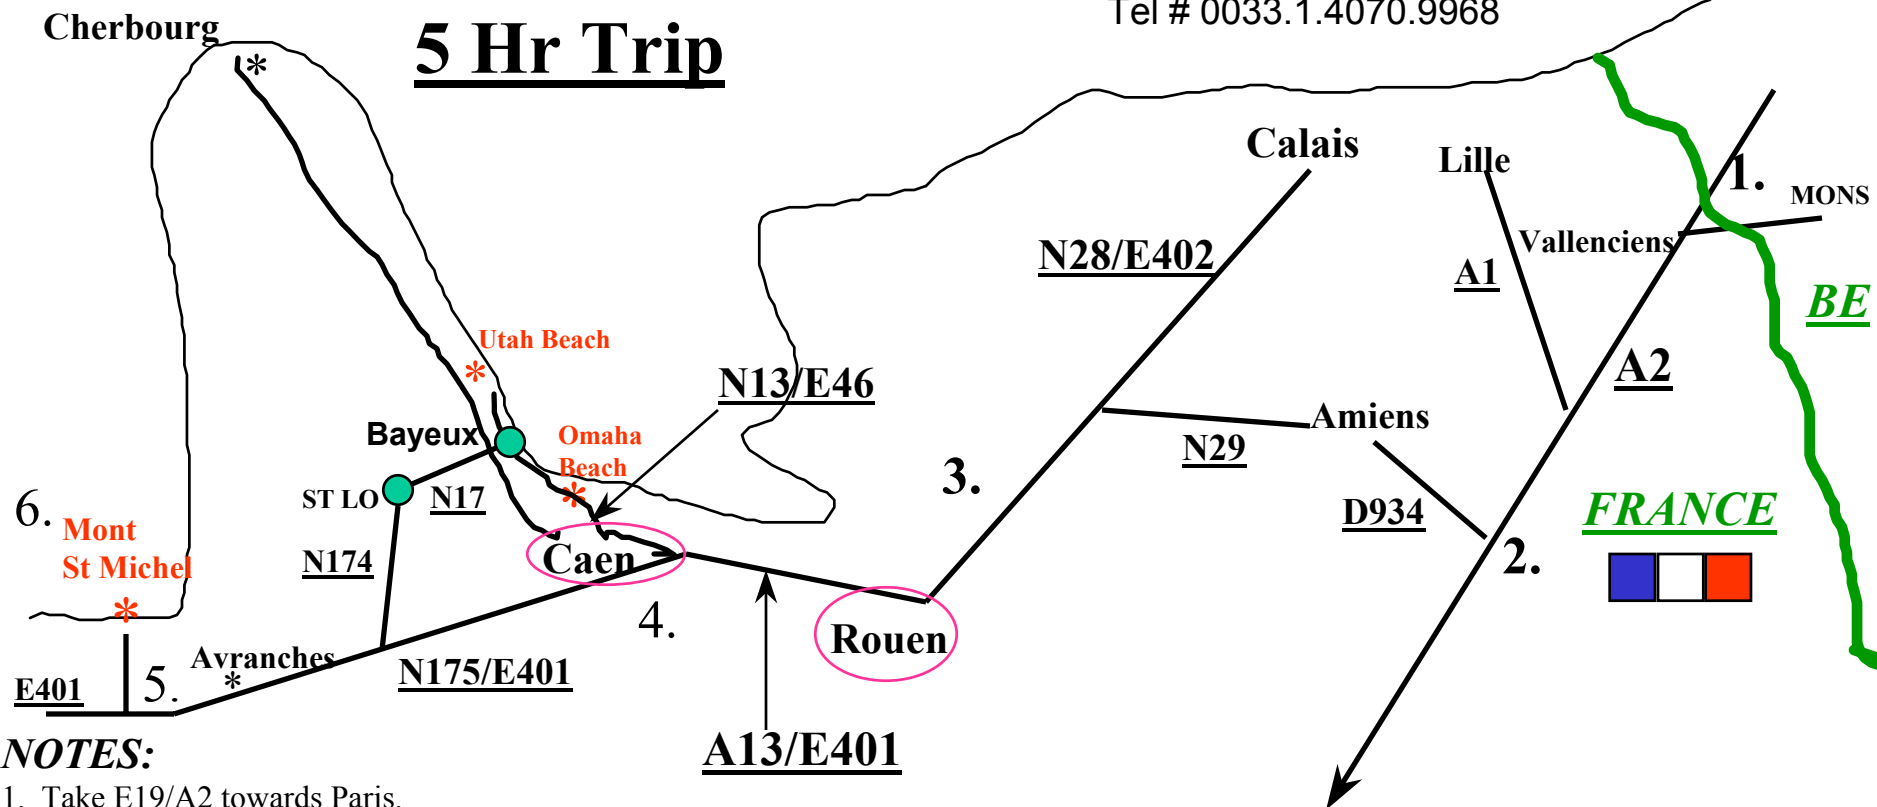 Tel # 0033.1.4070.9968
Cherbourg
*
5 Hr Trip
Calais
Lille
1.
MONS
Vallenciens
N28/E402
A1
BE
Utah Beach
*
A2
N13/E46
Bayeux
Omaha
Beach
*
Amiens
N29
3.
ST LO
N17
D934
FRANCE
6.
Mont
St Michel
*
N174
Caen
2.
4.
Rouen
Avranches
*
N175/E401
E401
5.
A13/E401
NOTES:
1. Take E19/A2 towards Paris.